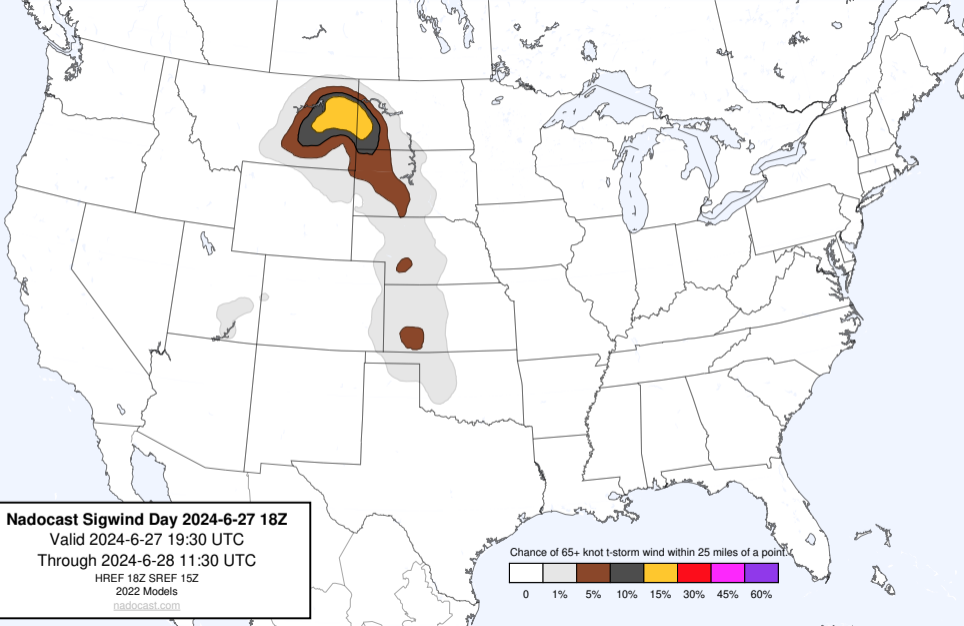 Nadocast Sigwind Day 2024-6-27 18Z
Valid 2024-6-27 19:30 UTC
Through 2024-6-28 11:30 UTC
HREF 18Z SREF 15Z
2022 Models
nadocast.com
Chance of 65+ knot t-storm wind within 25 miles of a point.
0 1% 5% 10% 15% 30% 45% 60%